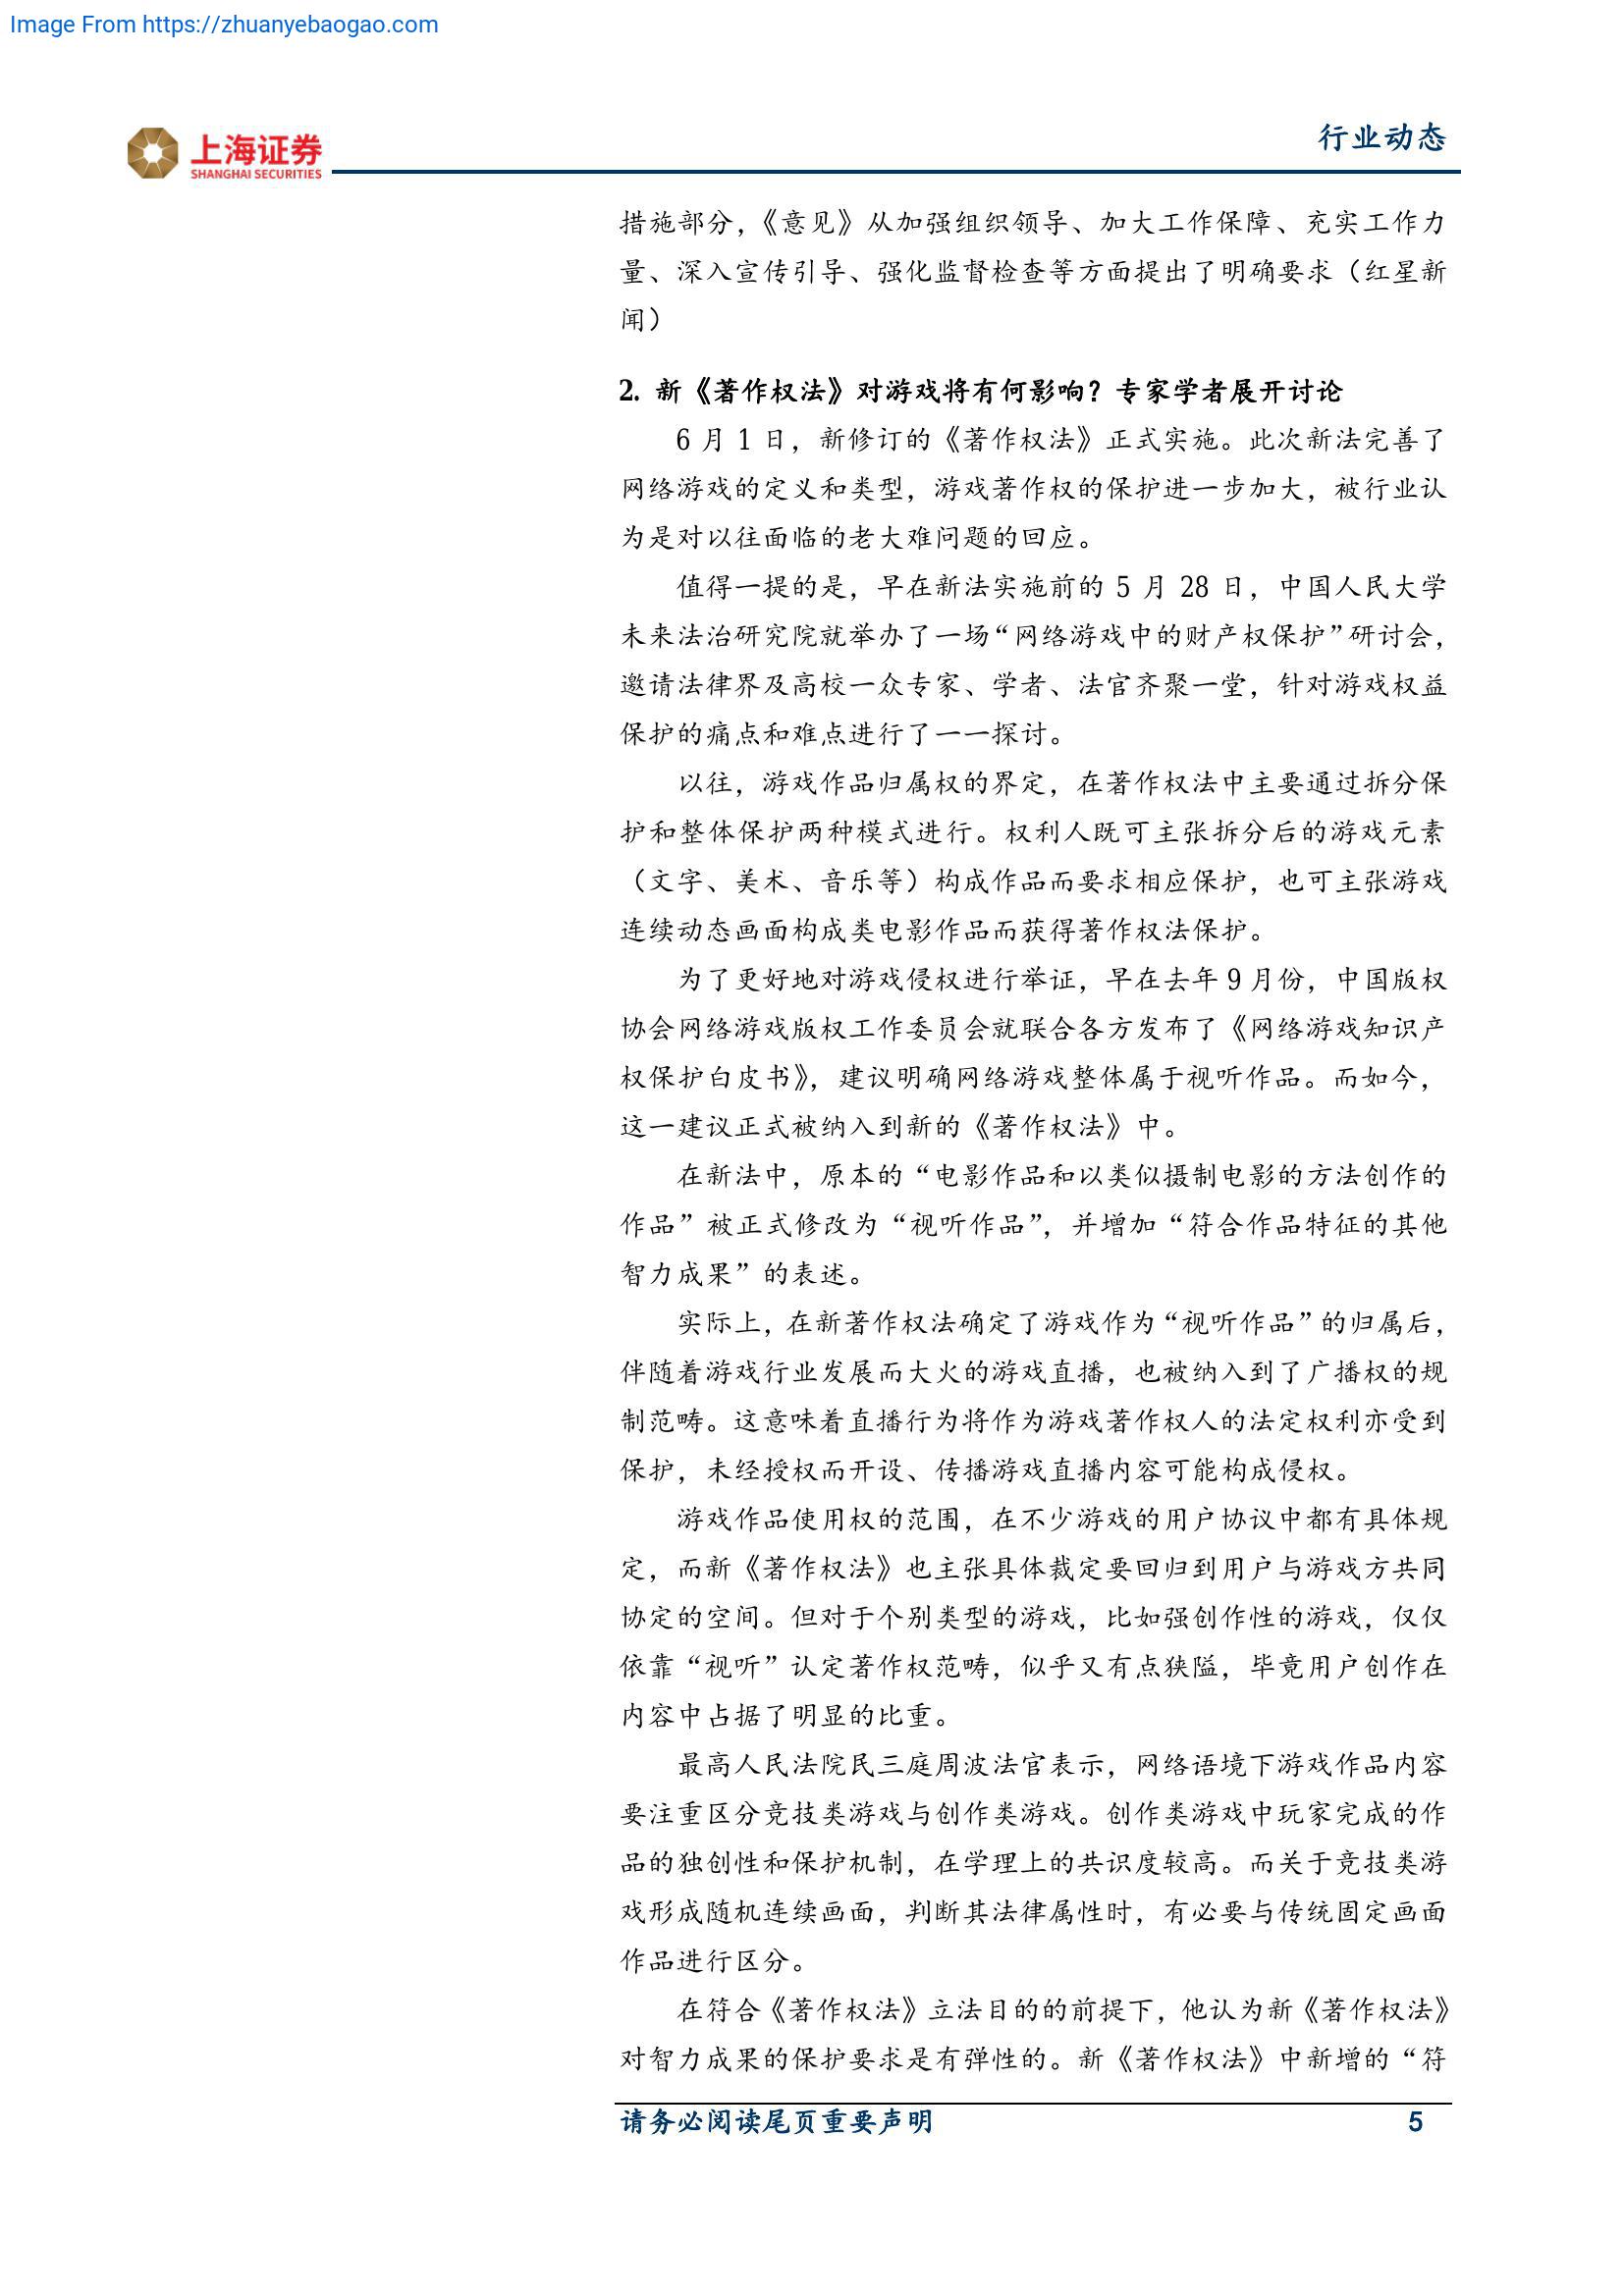 Image From https://zhuanyebaogao.com
上海证券
SHANGHAI SECURITIES
行业动态
措施部分，《意见》从加强组织领导、加大工作保障、充实工作力
量、深入宣传引导、强化监督检查等方面提出了明确要求（红星新
闻）
2. 新《著作权法》对游戏将有何影响？专家学者展开讨论
6 月 1 日，新修订的《著作权法》正式实施。此次新法完善了
网络游戏的定义和类型，游戏著作权的保护进一步加大，被行业认
为是对以往面临的老大难问题的回应。
值得一提的是，早在新法实施前的 5 月 28 日，中国人民大学
未来法治研究院就举办了一场“网络游戏中的财产权保护”研讨会，
邀请法律界及高校一众专家、学者、法官齐聚一堂，针对游戏权益
保护的痛点和难点进行了一一探讨。
以往，游戏作品归属权的界定，在著作权法中主要通过拆分保
护和整体保护两种模式进行。权利人既可主张拆分后的游戏元素
（文字、美术、音乐等）构成作品而要求相应保护，也可主张游戏
连续动态画面构成类电影作品而获得著作权法保护。
为了更好地对游戏侵权进行举证，早在去年 9 月份，中国版权
协会网络游戏版权工作委员会就联合各方发布了《网络游戏知识产
权保护白皮书》，建议明确网络游戏整体属于视听作品。而如今，
这一建议正式被纳入到新的《著作权法》中。
在新法中，原本的“电影作品和以类似摄制电影的方法创作的
作品”被正式修改为“视听作品”，并增加“符合作品特征的其他
智力成果”的表述。
实际上，在新著作权法确定了游戏作为“视听作品”的归属后，
伴随着游戏行业发展而大火的游戏直播，也被纳入到了广播权的规
制范畴。这意味着直播行为将作为游戏著作权人的法定权利亦受到
保护，未经授权而开设、传播游戏直播内容可能构成侵权。
游戏作品使用权的范围，在不少游戏的用户协议中都有具体规
定，而新《著作权法》也主张具体裁定要回归到用户与游戏方共同
协定的空间。但对于个别类型的游戏，比如强创作性的游戏，仅仅
依靠“视听”认定著作权范畴，似乎又有点狭隘，毕竟用户创作在
内容中占据了明显的比重。
最高人民法院民三庭周波法官表示，网络语境下游戏作品内容
要注重区分竞技类游戏与创作类游戏。创作类游戏中玩家完成的作
品的独创性和保护机制，在学理上的共识度较高。而关于竞技类游
戏形成随机连续画面，判断其法律属性时，有必要与传统固定画面
作品进行区分。
在符合《著作权法》立法目的的前提下，他认为新《著作权法》
对智力成果的保护要求是有弹性的。新《著作权法》中新增的“符
请务必阅读尾页重要声明 5